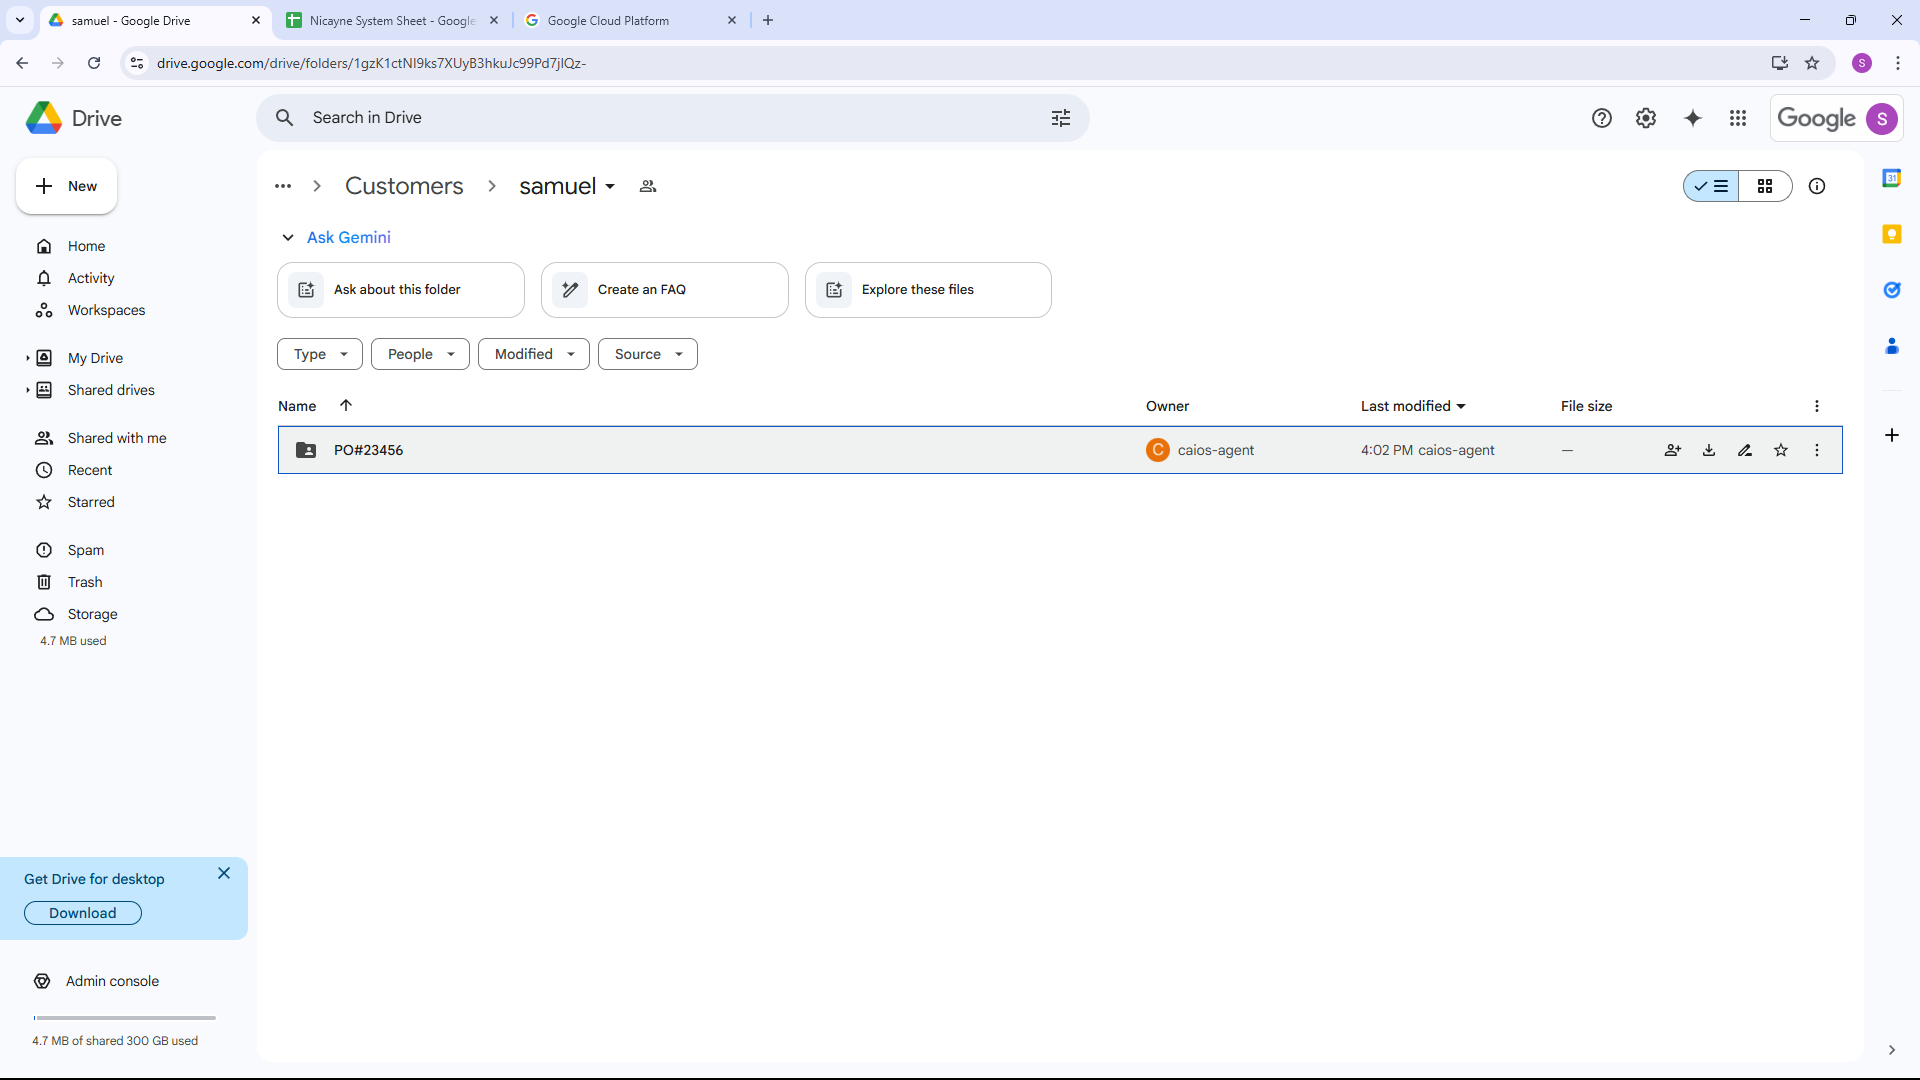 samuel - Google Drive
Nicayne System Sheet - Google
Google Cloud Platform
drive.google.com/drive/folders/1gzK1ctNI9ks7XUyB3hkuJc99Pd7jlQz-
S
Drive
Search in Drive
Google
S
New
Customers
samuel
Ask Gemini
Ask about this folder
Create an FAQ
Explore these files
Type
People
Modified
Source
Name
Owner
Last modified
File size
PO#23456
C
caios-agent
4:02 PM caios-agent
—
Home
Activity
Workspaces
My Drive
Shared drives
Shared with me
Recent
Starred
Spam
Trash
Storage
4.7 MB used
Get Drive for desktop
Download
Admin console
4.7 MB of shared 300 GB used
31